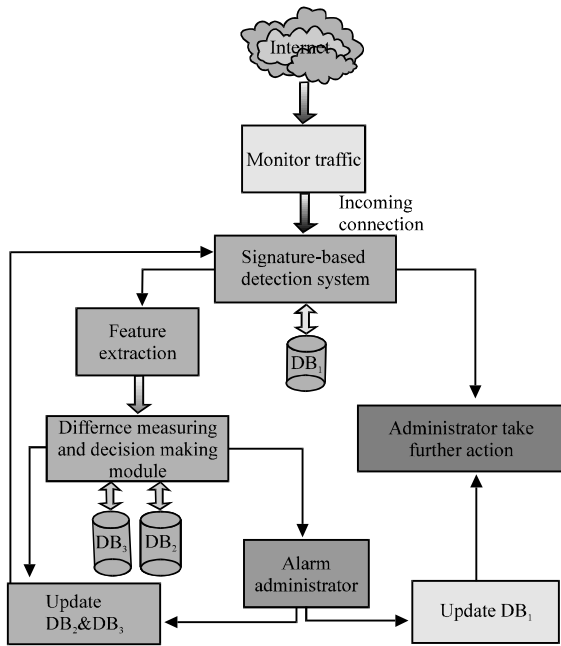 Internet
Monitor traffic
Incoming
connection
Signature-based
detection system
Feature
extraction
DB₁
Differnce measuring
and decision making
module
Administrator take
further action
DB₃
DB₂
Alarm
administrator
Update
DB₂&DB₃
Update DB₁